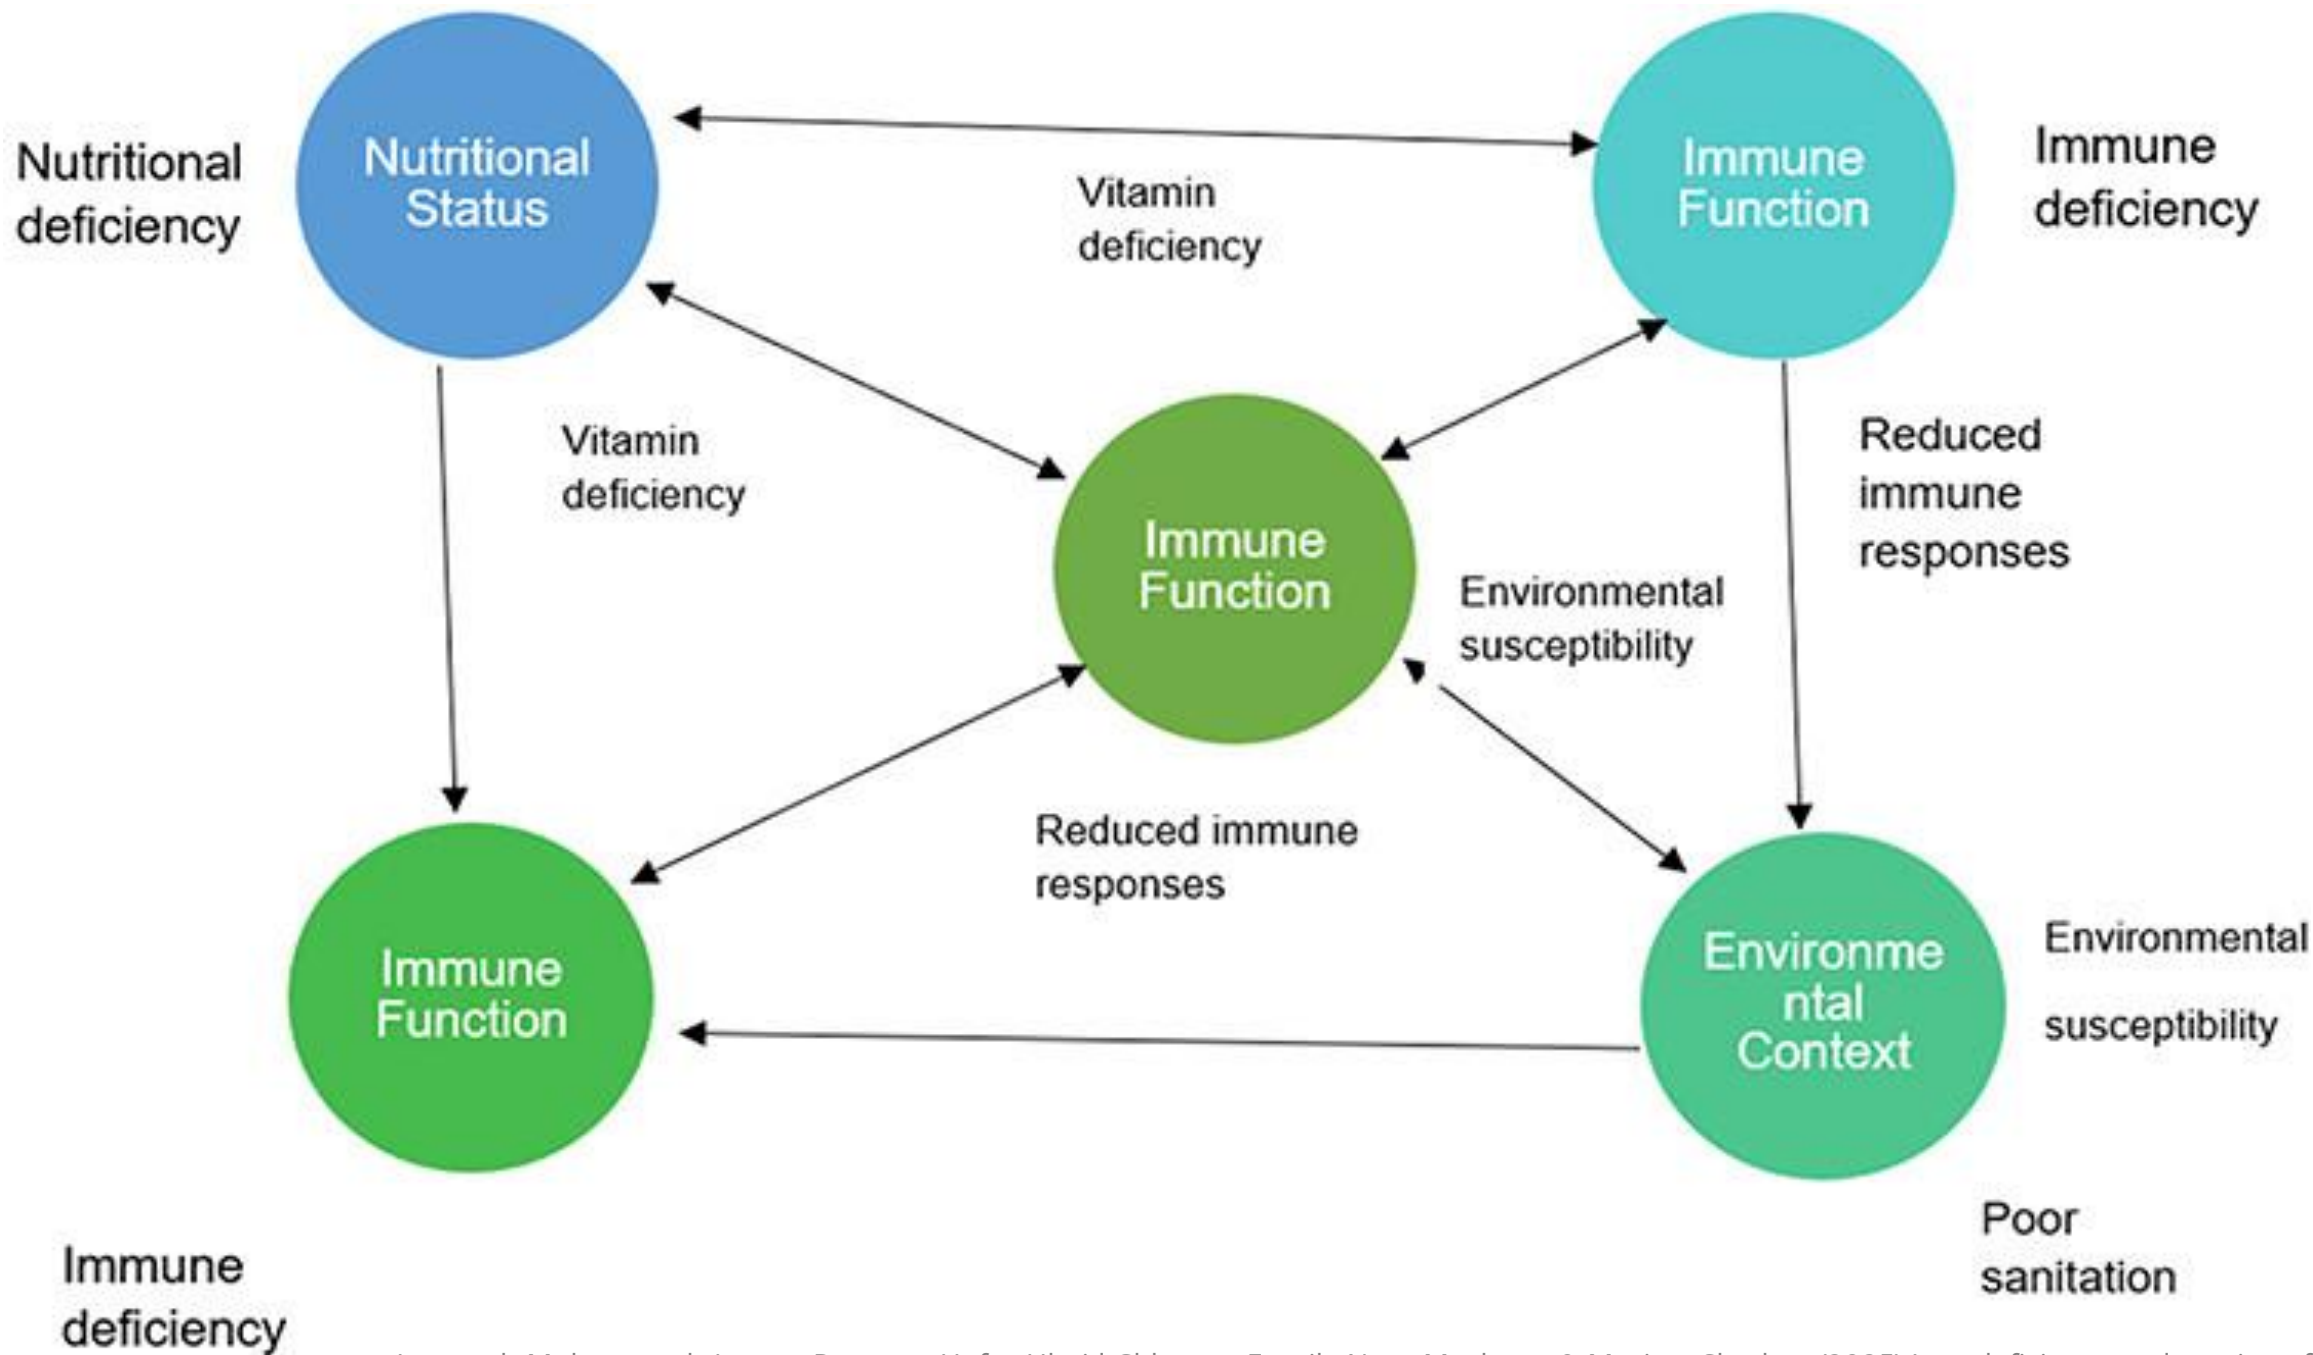 Nutritional
deficiency
Nutritional
Status
Vitamin
deficiency
Immune
Function
Immune
deficiency
Vitamin
deficiency
Immune
Function
Reduced
immune
responses
Environmental
susceptibility
Reduced immune
responses
Immune
Function
Environme
ntal
Context
Environmental
susceptibility
Poor
sanitation
Immune
deficiency